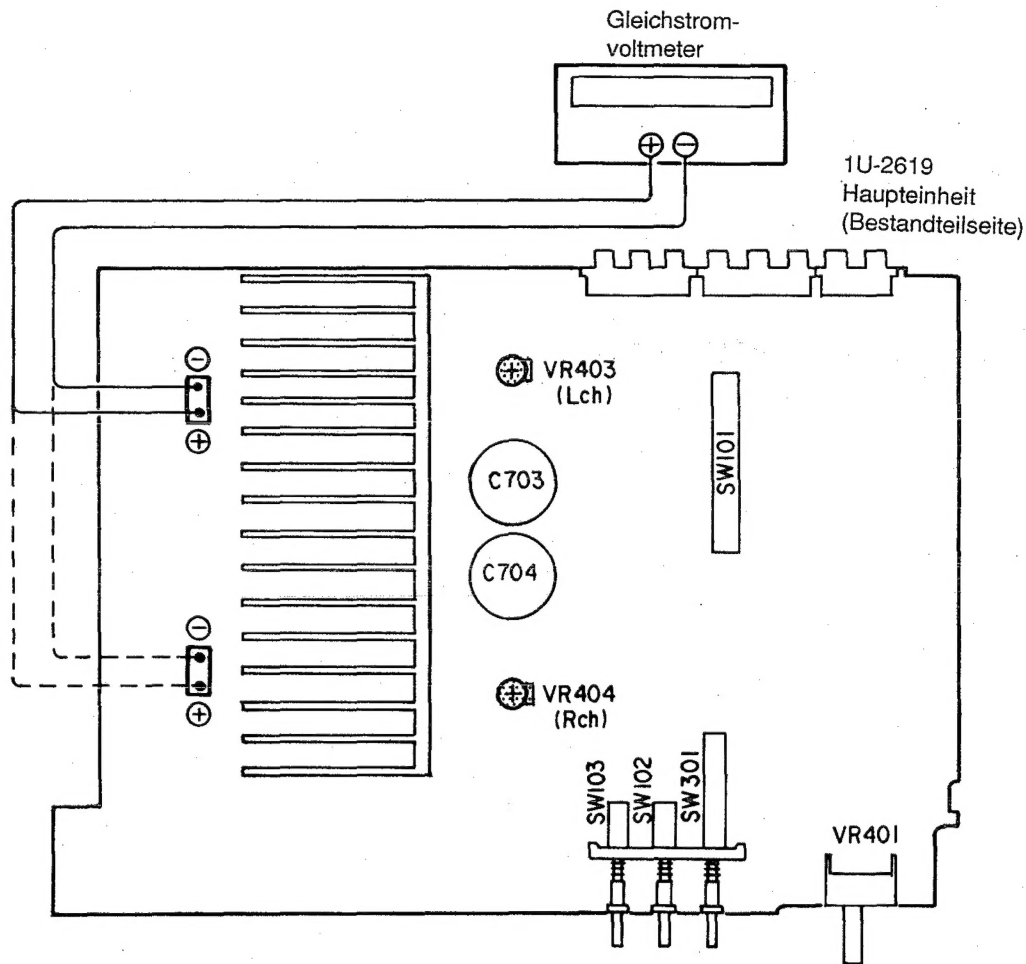 Gleichstrom-
voltmeter
+ −
1U-2619
Haupteinheit
(Bestandteilseite)
−
+
VR403
(Lch)
C703
SW101
C704
−
+
VR404
(Rch)
SW103
SW102
SW301
VR401